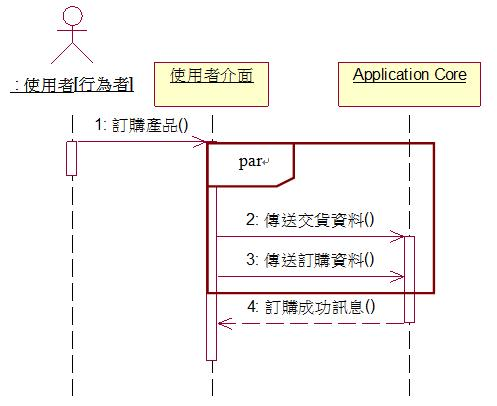 : 使用者[行為者]
使用者介面
Application Core
1: 訂購產品()
par
2: 傳送交貨資料()
3: 傳送訂購資料()
4: 訂購成功訊息()